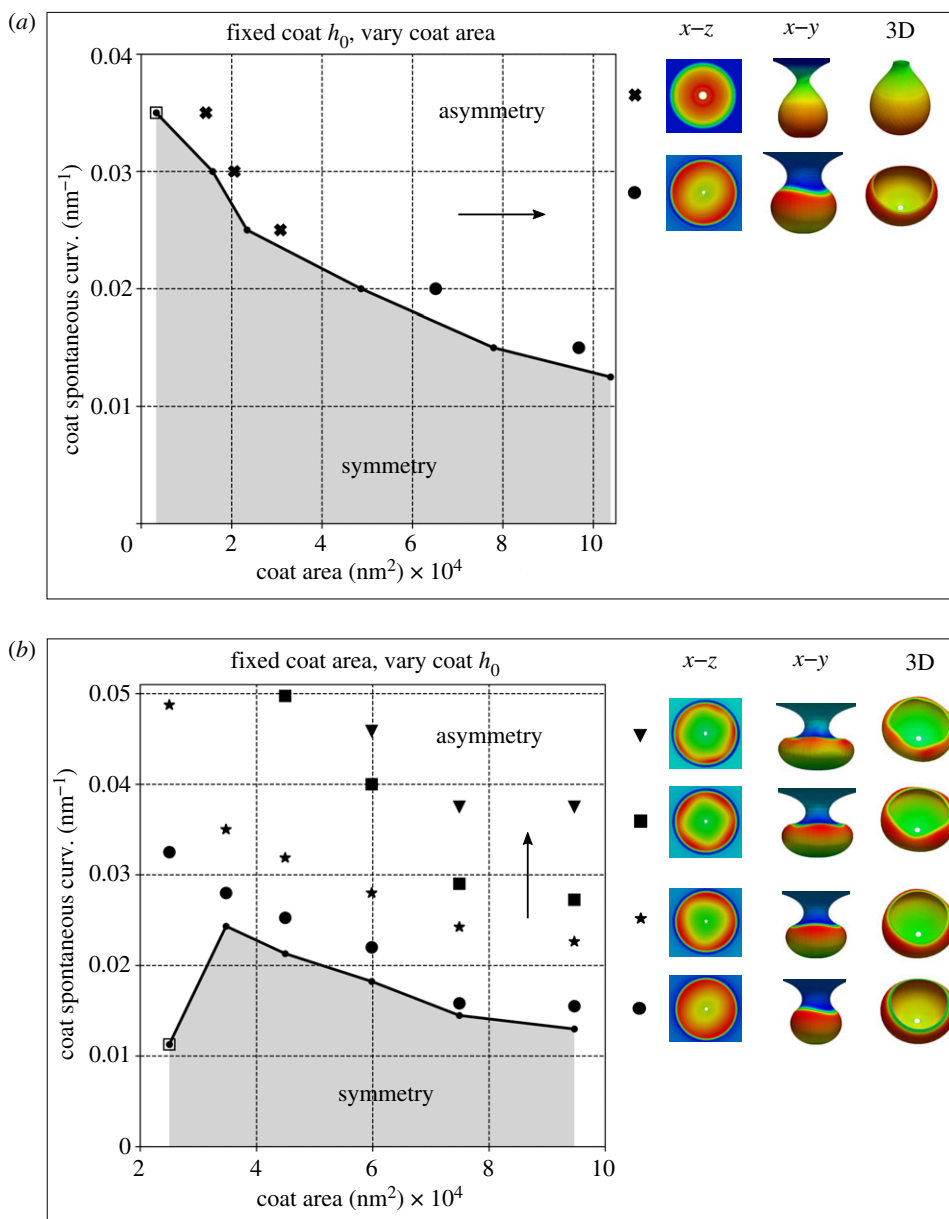 (a)
fixed coat h₀, vary coat area
x–z x–y 3D
0.04
asymmetry
0.03
coat spontaneous curv. (nm⁻¹)
0.02
0.01
symmetry
0 2 4 6 8 10
coat area (nm²) × 10⁴
(b)
fixed coat area, vary coat h₀
x–z x–y 3D
0.05
asymmetry
0.04
coat spontaneous curv. (nm⁻¹)
0.03
0.02
0.01
symmetry
0
2 4 6 8 10
coat area (nm²) × 10⁴